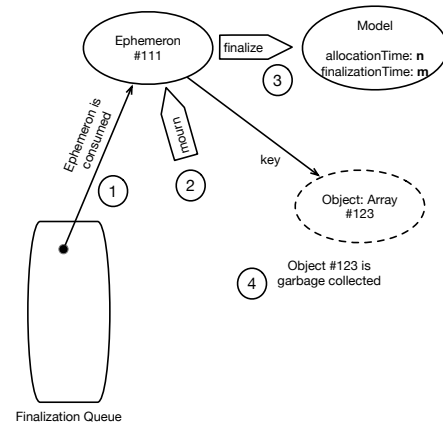 Ephemeron
#111
finalize
Model
allocationTime: n
finalizationTime: m
3
Ephemeron is
consumed
mourn
1
2
key
Object: Array
#123
4
Object #123 is
garbage collected
Finalization Queue